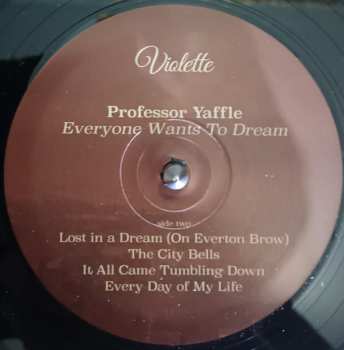 Violette
Professor Yaffle
Everyone Wants To Dream
side two
Lost in a Dream (On Everton Brow)
The City Bells
It All Came Tumbling Down
Every Day of My Life